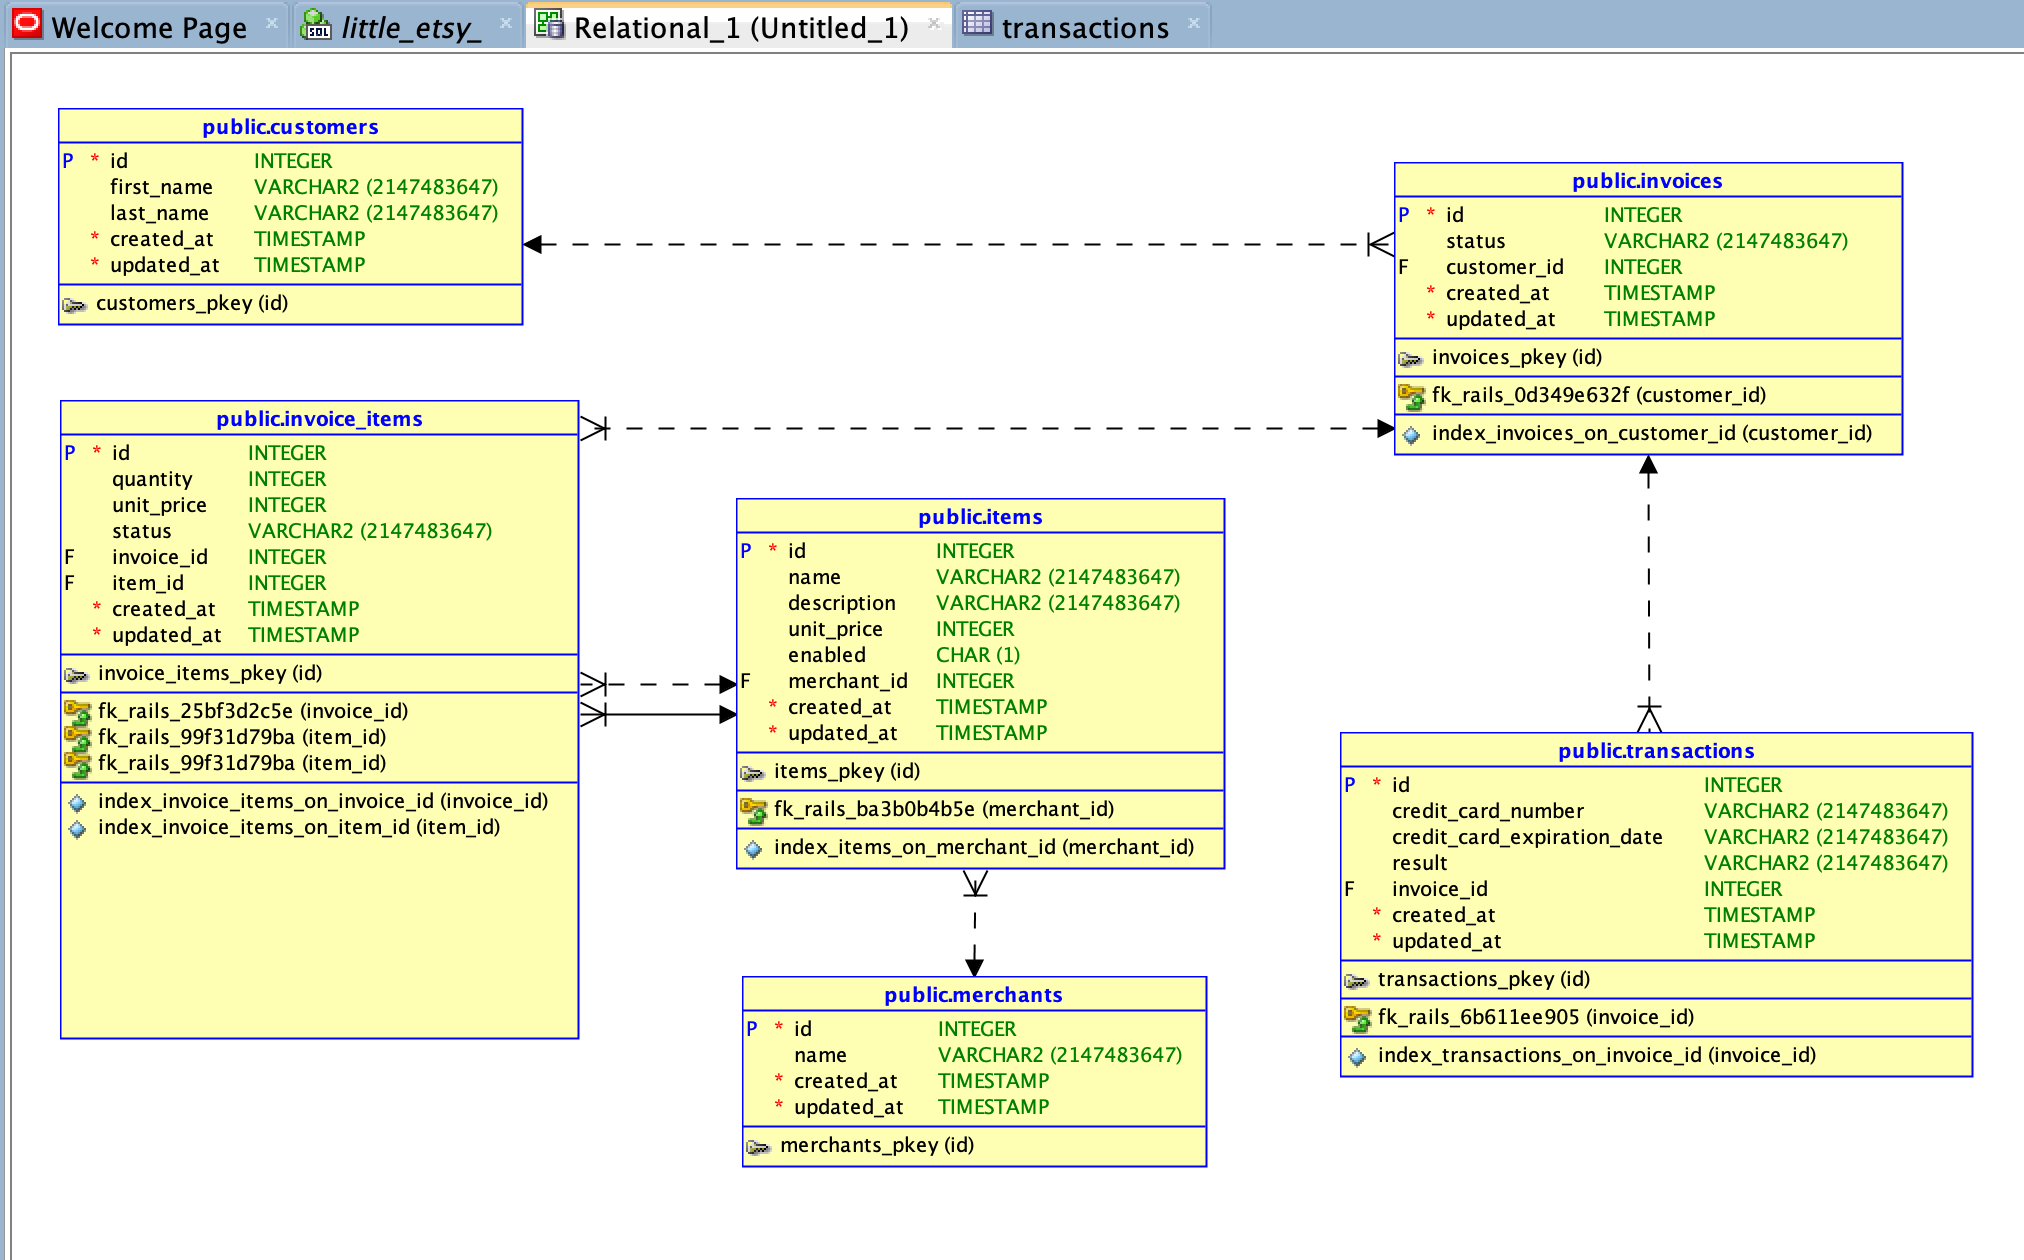 Welcome Page
little_etsy_
Relational_1 (Untitled_1)
transactions
public.customers
P * id INTEGER
first_name VARCHAR2 (2147483647)
last_name VARCHAR2 (2147483647)
* created_at TIMESTAMP
* updated_at TIMESTAMP
customers_pkey (id)
public.invoices
P * id INTEGER
status VARCHAR2 (2147483647)
F customer_id INTEGER
* created_at TIMESTAMP
* updated_at TIMESTAMP
invoices_pkey (id)
fk_rails_0d349e632f (customer_id)
index_invoices_on_customer_id (customer_id)
public.invoice_items
P * id INTEGER
quantity INTEGER
unit_price INTEGER
status VARCHAR2 (2147483647)
F invoice_id INTEGER
F item_id INTEGER
* created_at TIMESTAMP
* updated_at TIMESTAMP
invoice_items_pkey (id)
fk_rails_25bf3d2c5e (invoice_id)
fk_rails_99f31d79ba (item_id)
fk_rails_99f31d79ba (item_id)
index_invoice_items_on_invoice_id (invoice_id)
index_invoice_items_on_item_id (item_id)
public.items
P * id INTEGER
name VARCHAR2 (2147483647)
description VARCHAR2 (2147483647)
unit_price INTEGER
enabled CHAR (1)
F merchant_id INTEGER
* created_at TIMESTAMP
* updated_at TIMESTAMP
items_pkey (id)
fk_rails_ba3b0b4b5e (merchant_id)
index_items_on_merchant_id (merchant_id)
public.merchants
P * id INTEGER
name VARCHAR2 (2147483647)
* created_at TIMESTAMP
* updated_at TIMESTAMP
merchants_pkey (id)
public.transactions
P * id INTEGER
credit_card_number VARCHAR2 (2147483647)
credit_card_expiration_date VARCHAR2 (2147483647)
result VARCHAR2 (2147483647)
F invoice_id INTEGER
* created_at TIMESTAMP
* updated_at TIMESTAMP
transactions_pkey (id)
fk_rails_6b611ee905 (invoice_id)
index_transactions_on_invoice_id (invoice_id)